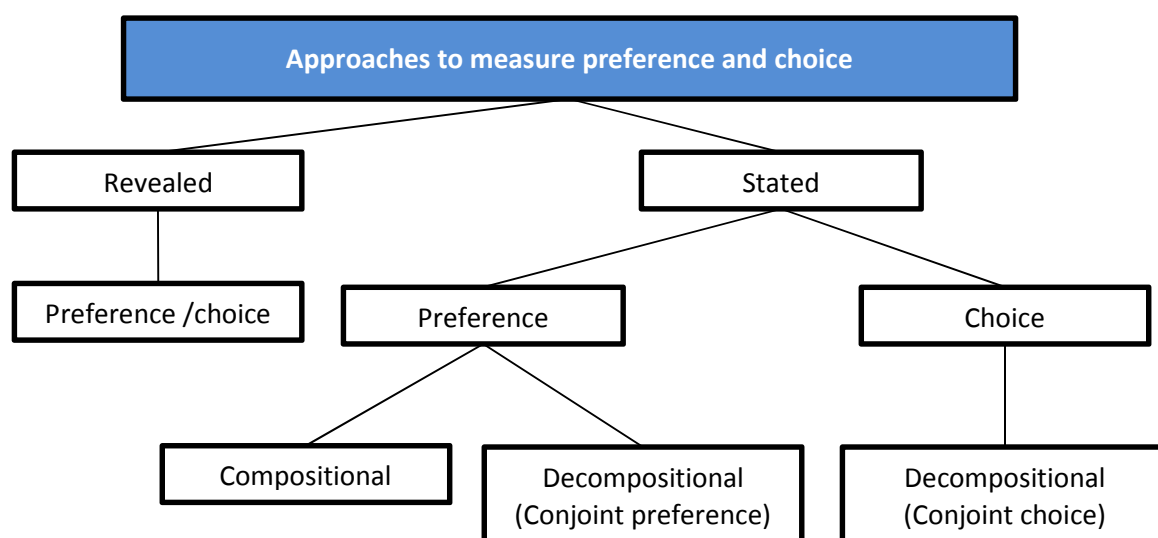 Approaches to measure preference and choice
Revealed
Stated
Preference /choice
Preference
Choice
Compositional
Decompositional
(Conjoint preference)
Decompositional
(Conjoint choice)